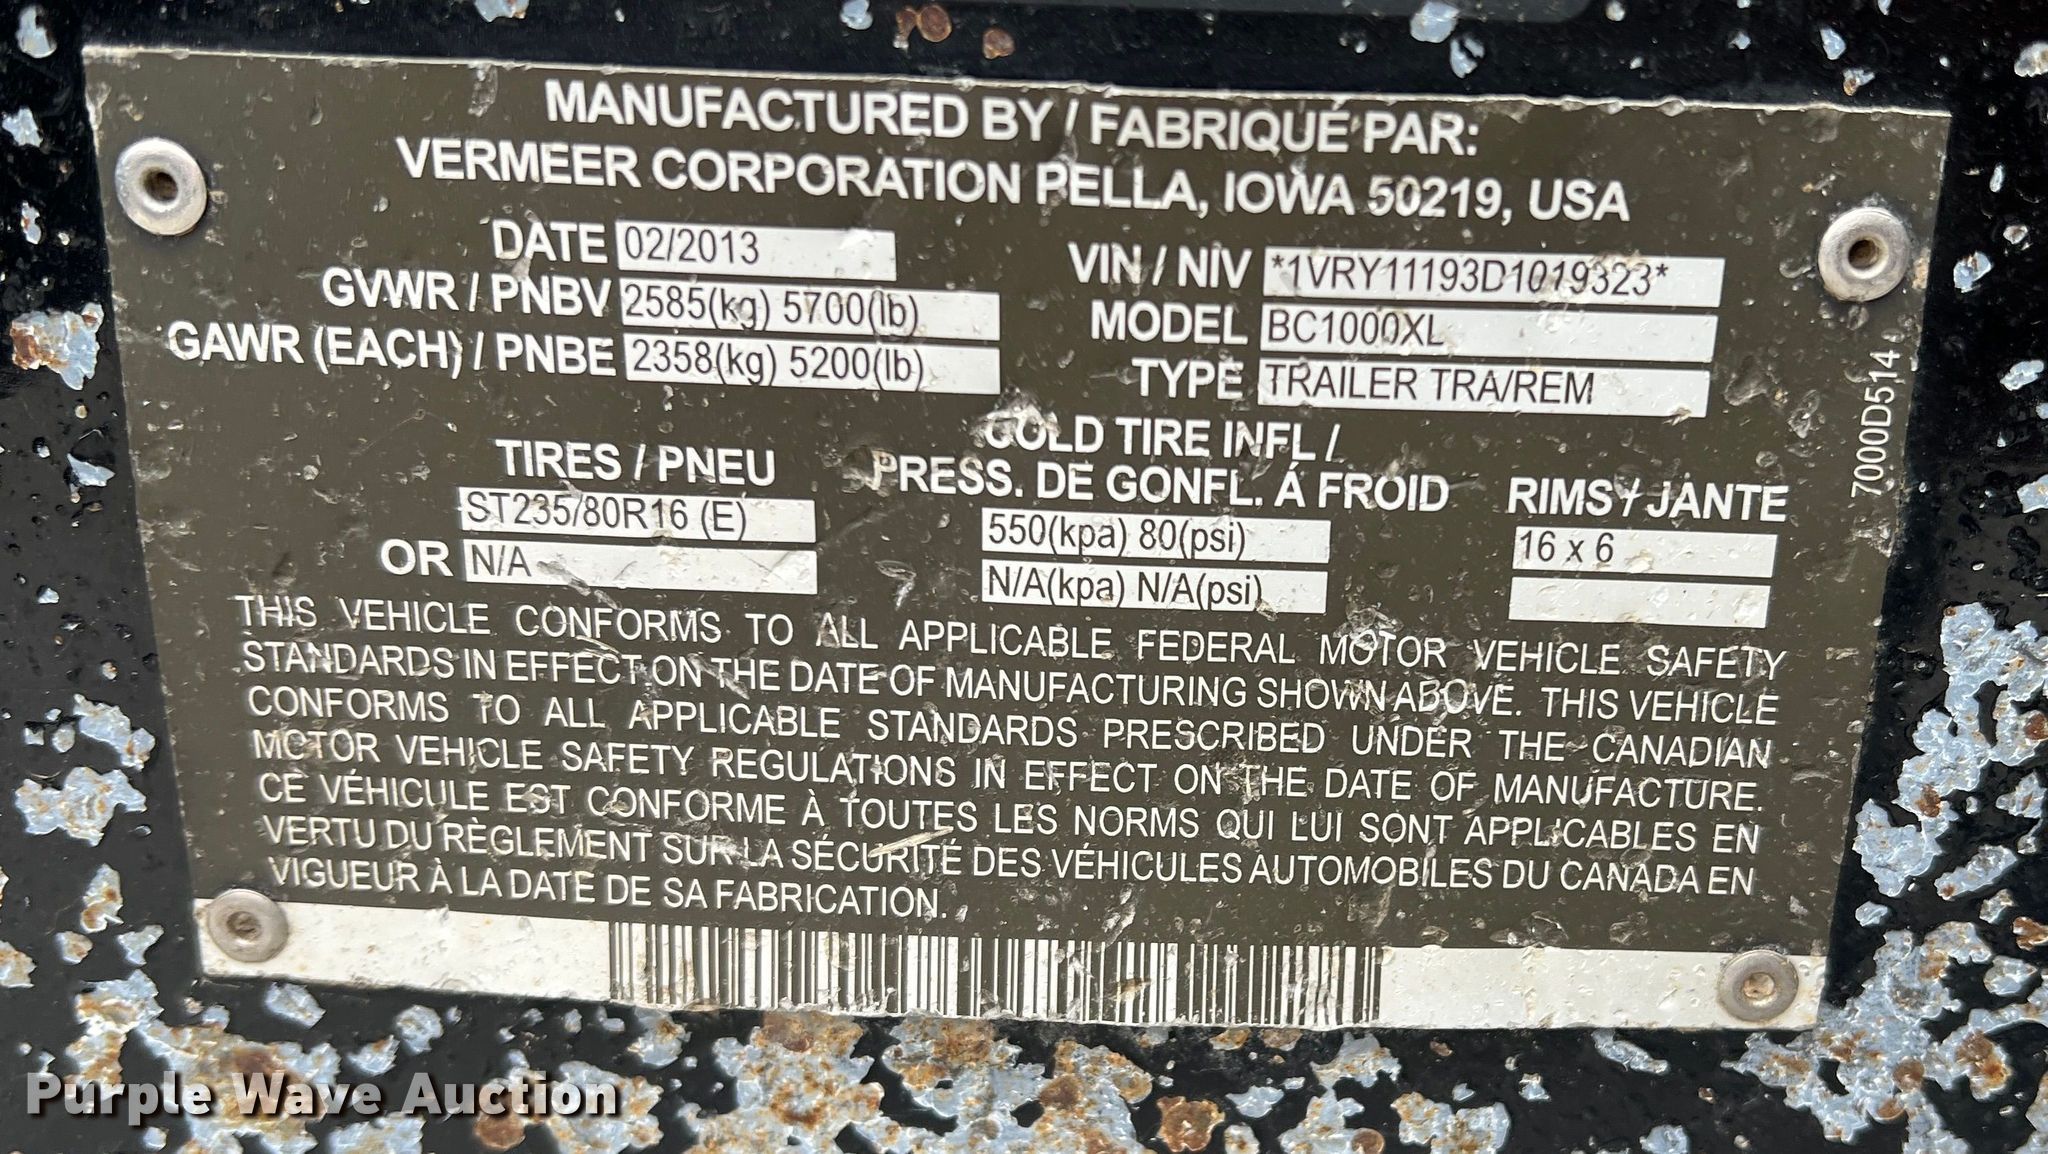 MANUFACTURED BY / FABRIQUÉ PAR:
VERMEER CORPORATION PELLA, IOWA 50219, USA
DATE 02/2013
VIN / NIV *1VRY11193D1019323*
GVWR / PNBV 2585(kg) 5700(lb)
MODEL BC1000XL
GAWR (EACH) / PNBE 2358(kg) 5200(lb)
TYPE TRAILER TRA/REM
7000D514
TIRES / PNEU
COLD TIRE INFL /
PRESS. DE GONFL. Á FROID
RIMS / JANTE
ST235/80R16 (E)
550(kpa) 80(psi)
16 x 6
OR N/A
N/A(kpa) N/A(psi)
THIS VEHICLE CONFORMS TO ALL APPLICABLE FEDERAL MOTOR VEHICLE SAFETY
STANDARDS IN EFFECT ON THE DATE OF MANUFACTURING SHOWN ABOVE. THIS VEHICLE
CONFORMS TO ALL APPLICABLE STANDARDS PRESCRIBED UNDER THE CANADIAN
MOTOR VEHICLE SAFETY REGULATIONS IN EFFECT ON THE DATE OF MANUFACTURE.
CE VÉHICULE EST CONFORME À TOUTES LES NORMS QUI LUI SONT APPLICABLES EN
VERTU DU RÈGLEMENT SUR LA SÉCURITÉ DES VÉHICULES AUTOMOBILES DU CANADA EN
VIGUEUR À LA DATE DE SA FABRICATION.
Purple Wave Auction